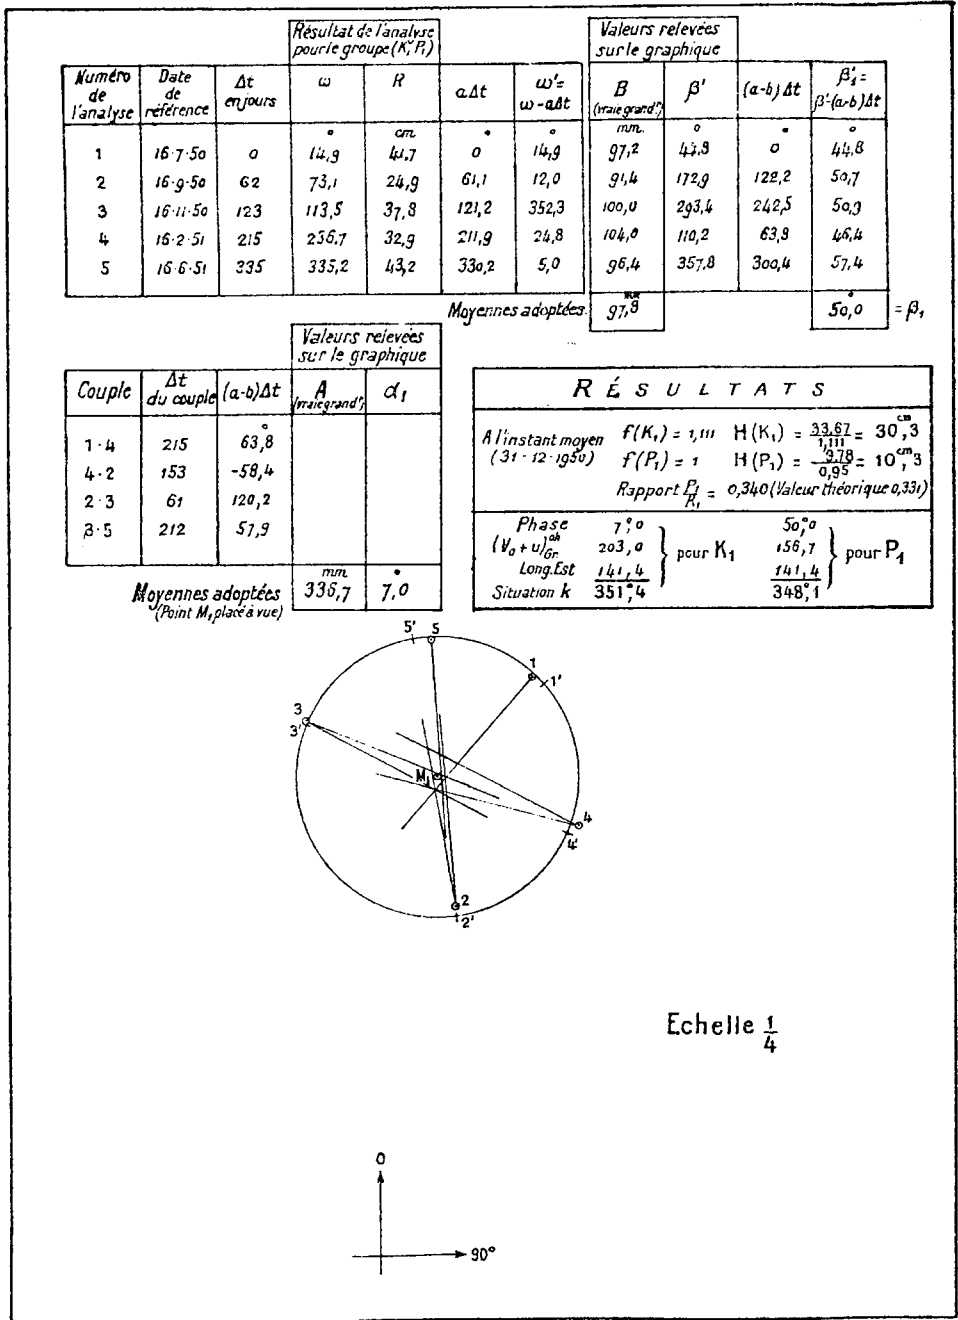 Résultat de l'analyse pour le groupe (K₁P₁) Valeurs relevées sur le graphique
Numéro de l'analyse Date de référence Δt en jours ω R aΔt ω'= ω-aΔt B (vraie grandʳ) β' (a-b)Δt β'₁= β'-(a-b)Δt
° cm ° ° mm. ° ° °
1 16·7·50 0 14,9 41,7 0 14,9 97,2 44,8 0 44,8
2 16·9·50 62 73,1 24,9 61,1 12,0 91,4 172,9 122,2 50,7
3 16·11·50 123 113,5 37,8 121,2 352,3 100,0 293,4 242,5 50,9
4 16·2·51 215 236,7 32,9 211,9 24,8 104,0 110,2 63,8 46,4
5 16·6·51 335 335,2 43,2 330,2 5,0 96,4 357,8 300,4 57,4
Moyennes adoptées. 97,8 mm 50,0° = β₁
Valeurs relevées sur le graphique
Couple Δt du couple (a-b)Δt A (vraie grandʳ) α₁
1·4 215 63,8°
4·2 153 -58,4
2·3 61 120,2
3·5 212 57,9
Moyennes adoptées 336,7 mm 7,0°
(Point M₁ placé à vue)
RÉSULTATS
A l'instant moyen f(K₁) = 1,111 H(K₁) = 33,67/1,111 = 30,3 cm
(31·12·1950) f(P₁) = 1 H(P₁) = 9,78/0,95 = 10,3 cm
Rapport P₁/K₁ = 0,340 (Valeur théorique 0,331)
Phase 7,°0 50,°0
(V₀+u)⁰ʰGr. 203,0 } pour K₁ 156,7 } pour P₁
Long. Est 141,4 141,4
Situation k 351,°4 348,°1
5' 5
1
1'
3
3'
M₁
4
4'
2
2'
Echelle 1/4
0
90°